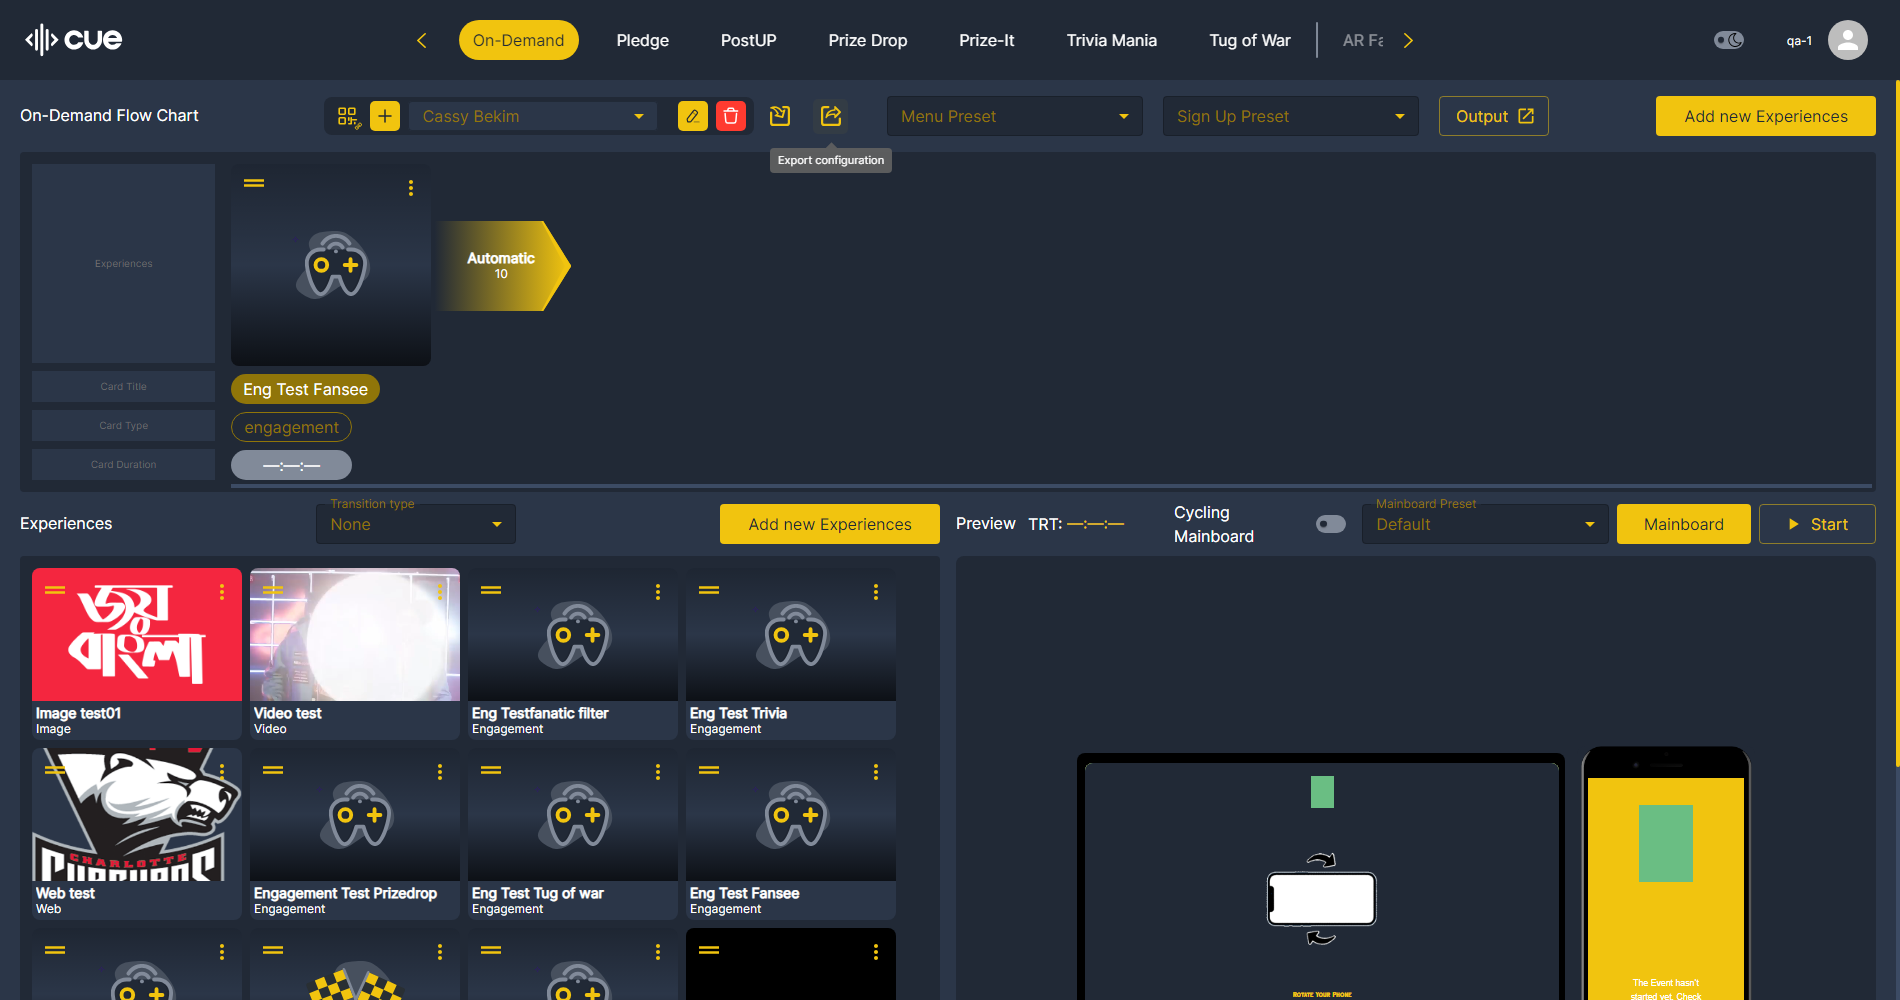 cue
On-Demand
Pledge
PostUP
Prize Drop
Prize-It
Trivia Mania
Tug of War
AR Fa
qa-1
On-Demand Flow Chart
Cassy Bekim
Menu Preset
Sign Up Preset
Output
Add new Experiences
Export configuration
Experiences
Automatic
10
Card Title
Eng Test Fansee
Card Type
engagement
Card Duration
—:—:—
Experiences
Transition type
None
Add new Experiences
Preview
TRT: —:—:—
Cycling
Mainboard
Mainboard Preset
Default
Mainboard
Start
জয়
বাংলা
Image test01
Image
Video test
Video
Eng Testfanatic filter
Engagement
Eng Test Trivia
Engagement
CHARLOTTE
Web test
Web
Engagement Test Prizedrop
Engagement
Eng Test Tug of war
Engagement
Eng Test Fansee
Engagement
Rotate Your Phone
The Event hasn't
started yet. Check